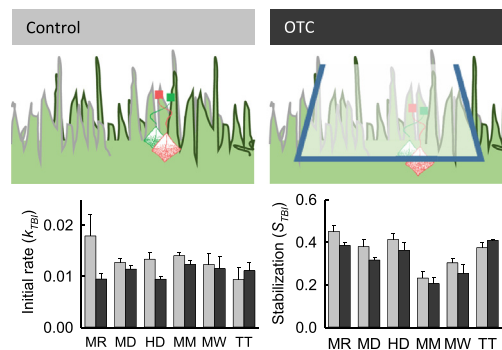 Control
OTC
Initial rate (kTBI)
0.02
0.01
0.00
MR MD HD MM MW TT
Stabilization (STBI)
0.6
0.4
0.2
0.0
MR MD HD MM MW TT